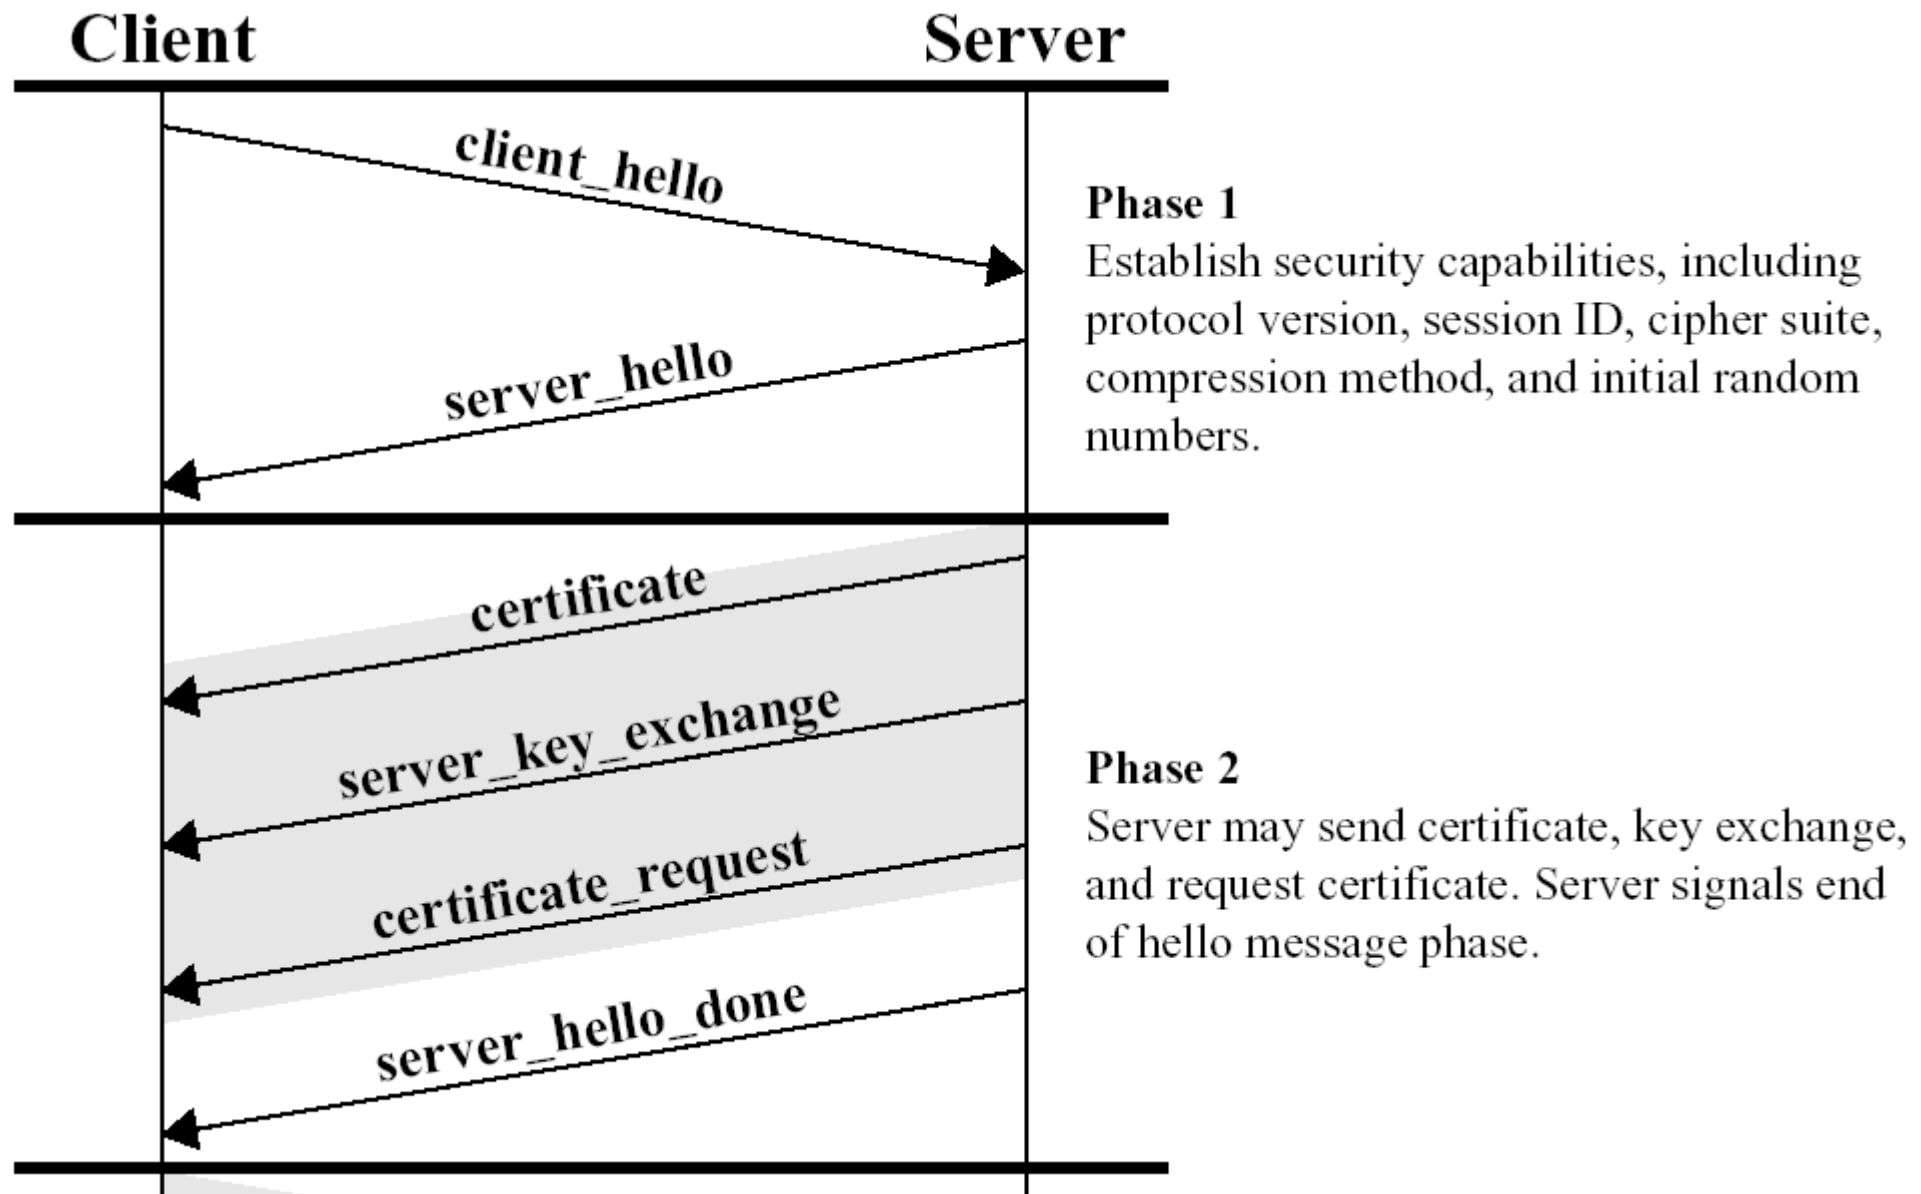 Client
Server
client_hello
Phase 1
Establish security capabilities, including
protocol version, session ID, cipher suite,
compression method, and initial random
numbers.
server_hello
certificate
server_key_exchange
certificate_request
server_hello_done
Phase 2
Server may send certificate, key exchange,
and request certificate. Server signals end
of hello message phase.